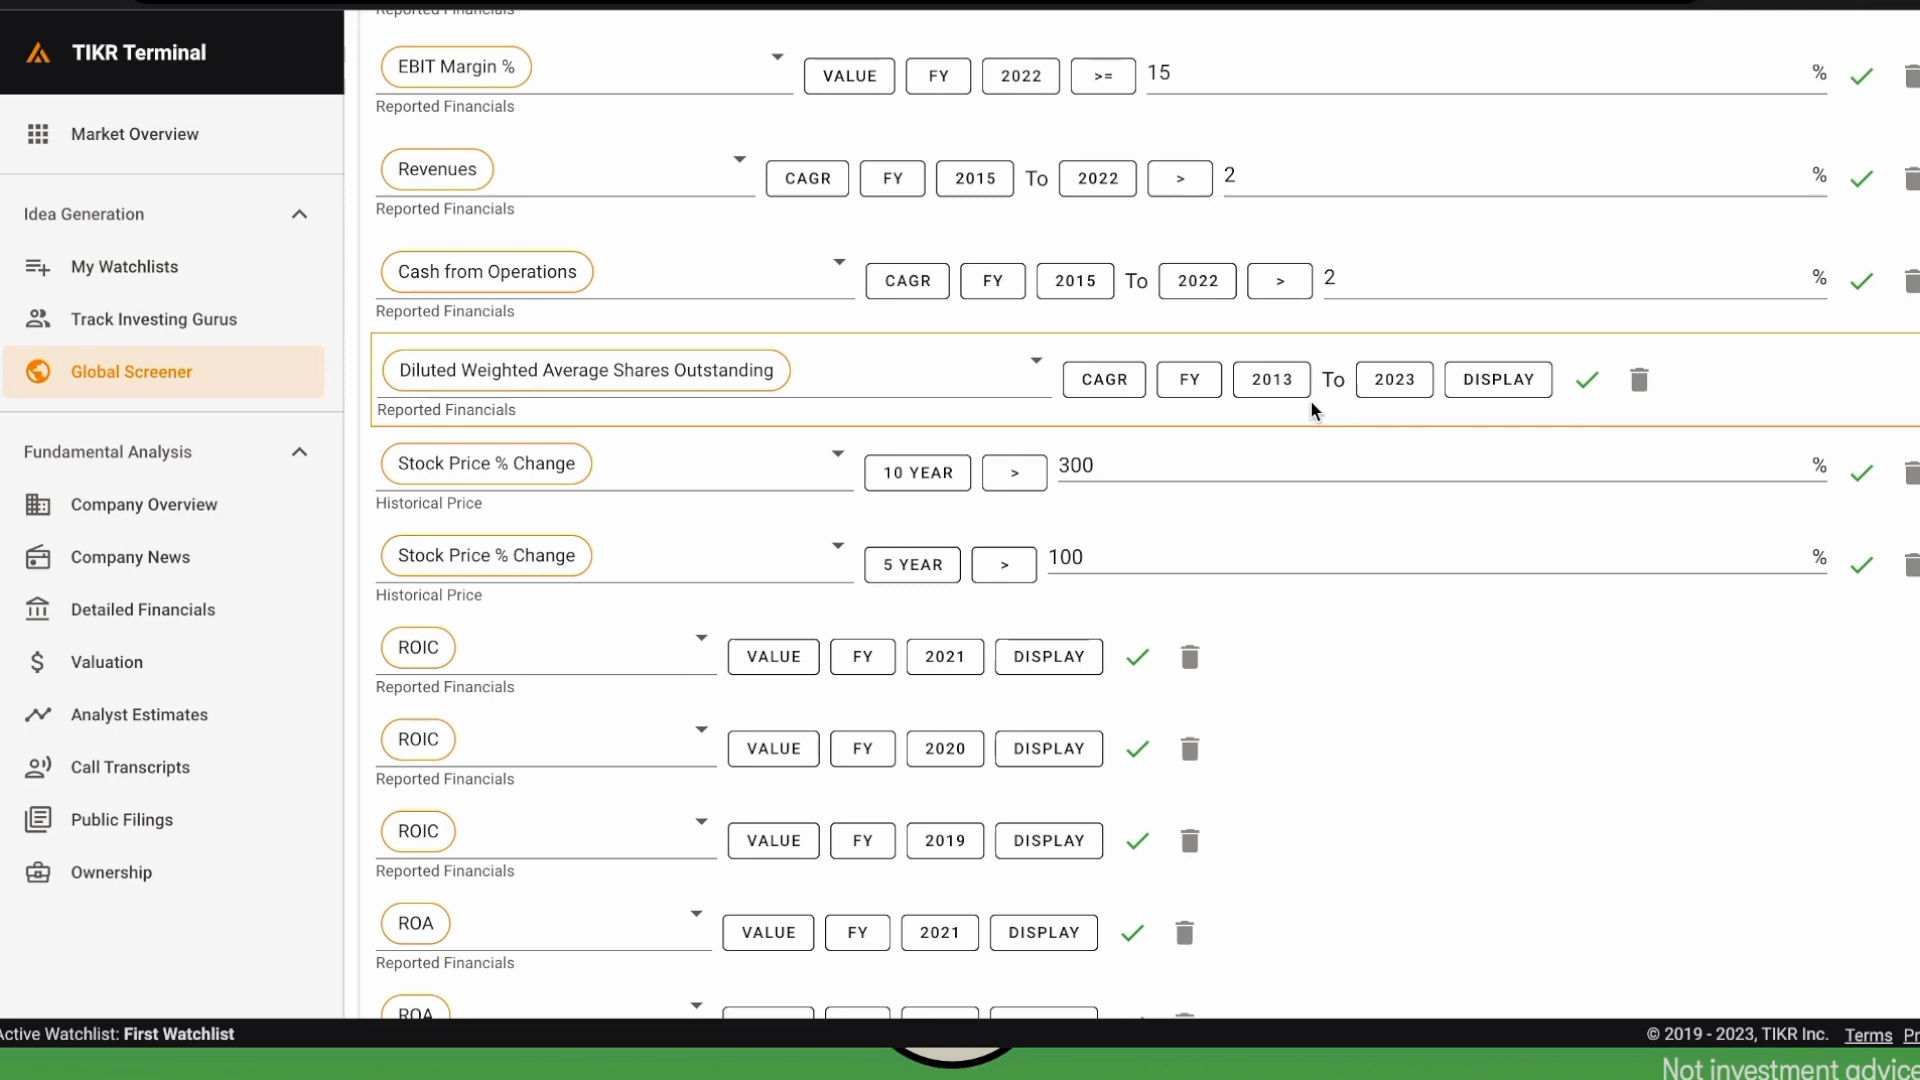 Reported Financials
TIKR Terminal
EBIT Margin % VALUE FY 2022 >= 15 %
Reported Financials
Market Overview
Revenues CAGR FY 2015 To 2022 > 2 %
Reported Financials
Idea Generation
My Watchlists
Cash from Operations CAGR FY 2015 To 2022 > 2 %
Reported Financials
Track Investing Gurus
Global Screener
Diluted Weighted Average Shares Outstanding CAGR FY 2013 To 2023 DISPLAY
Reported Financials
Fundamental Analysis
Stock Price % Change 10 YEAR > 300 %
Historical Price
Company Overview
Company News
Stock Price % Change 5 YEAR > 100 %
Historical Price
Detailed Financials
Valuation
ROIC VALUE FY 2021 DISPLAY
Reported Financials
Analyst Estimates
ROIC VALUE FY 2020 DISPLAY
Reported Financials
Call Transcripts
Public Filings
ROIC VALUE FY 2019 DISPLAY
Reported Financials
Ownership
ROA VALUE FY 2021 DISPLAY
Reported Financials
ROA
Active Watchlist: First Watchlist
© 2019 - 2023, TIKR Inc. Terms Pr
Not investment advice